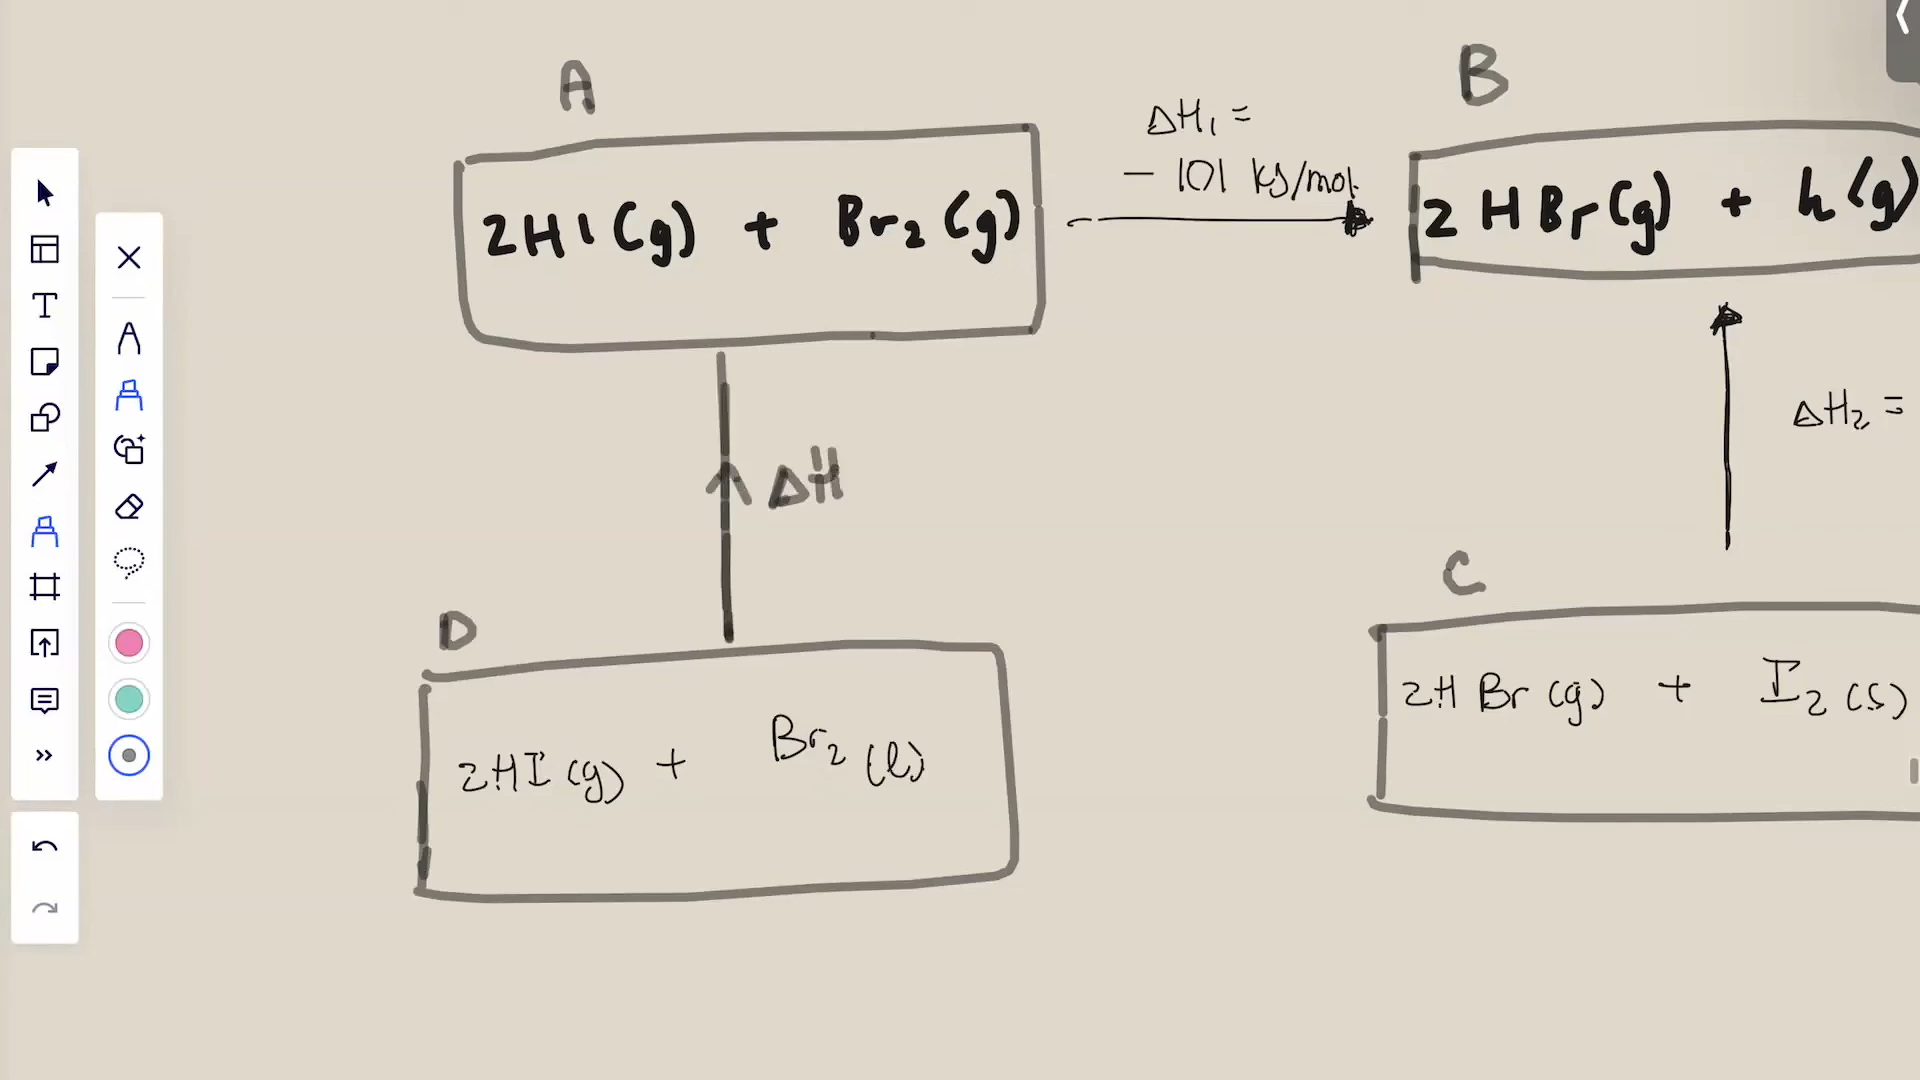 A
B
ΔH₁ =
- 101 kJ/mol.
2HI(g) + Br₂(g)
2HBr(g) + I₂(g)
ΔH₂ =
ΔH
C
D
2HBr(g) + I₂(s)
2HI(g) + Br₂(l)
T